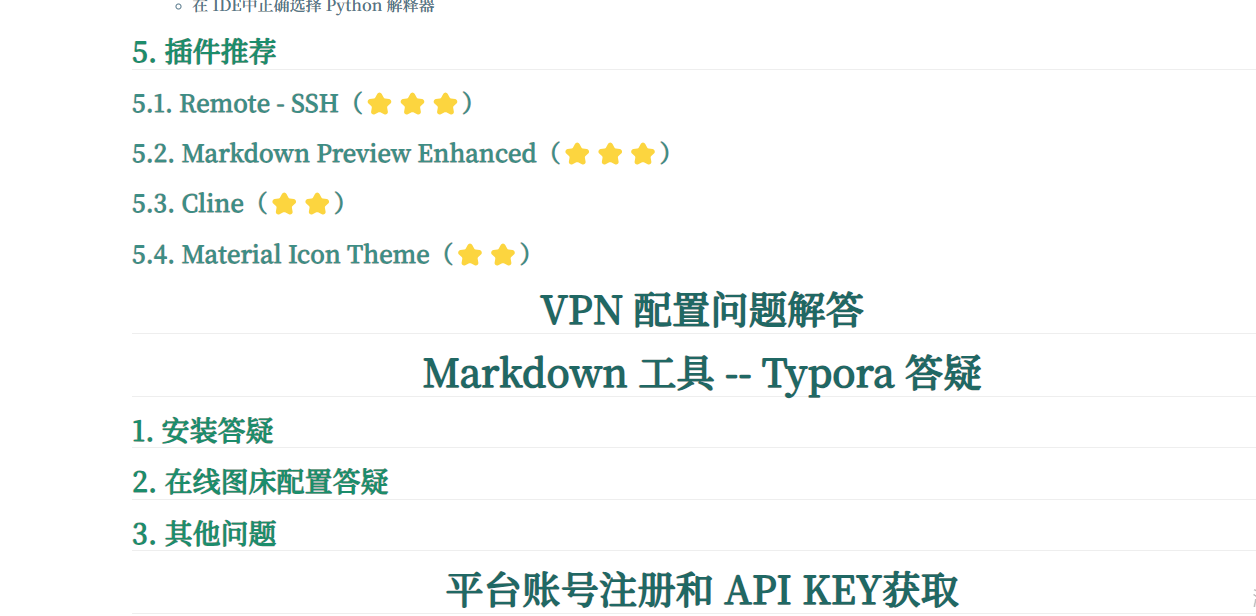 在 IDE中正确选择 Python 解释器
5. 插件推荐
5.1. Remote - SSH（⭐ ⭐ ⭐）
5.2. Markdown Preview Enhanced（⭐ ⭐ ⭐）
5.3. Cline（⭐ ⭐）
5.4. Material Icon Theme（⭐ ⭐）
VPN 配置问题解答
Markdown 工具 -- Typora 答疑
1. 安装答疑
2. 在线图床配置答疑
3. 其他问题
平台账号注册和 API KEY获取